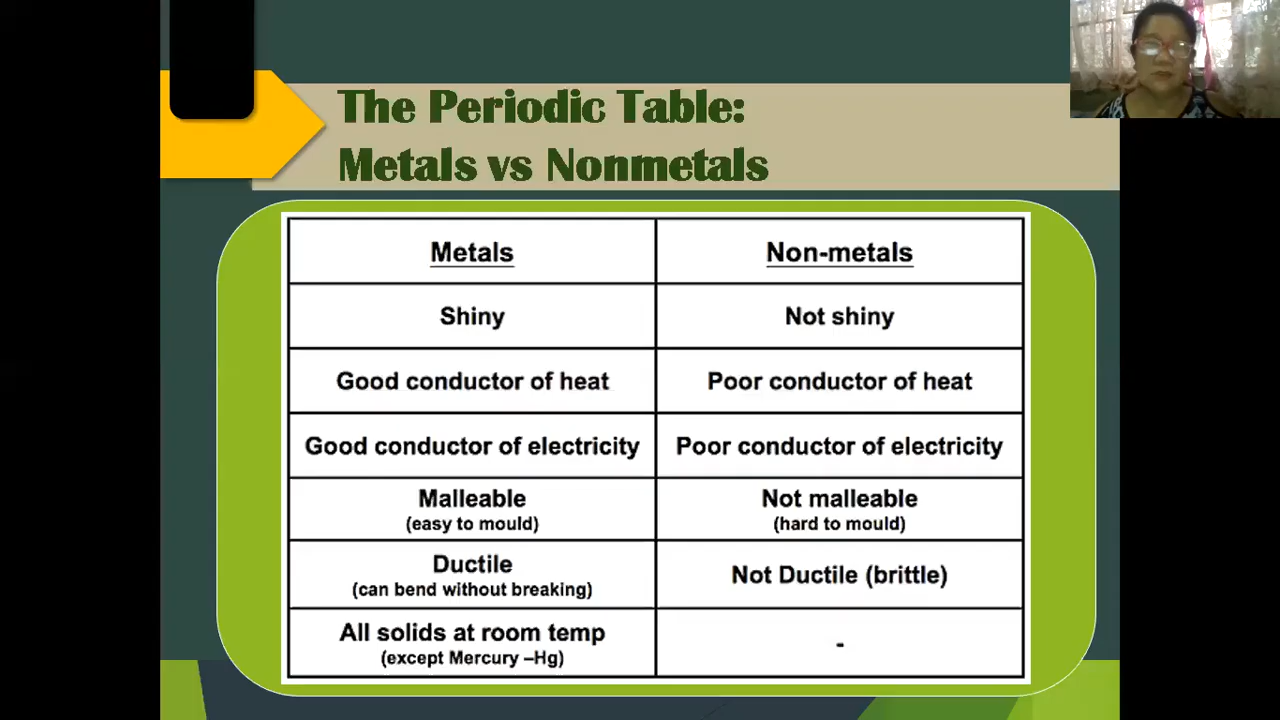 The Periodic Table:
Metals vs Nonmetals
Metals
Non-metals
Shiny
Not shiny
Good conductor of heat
Poor conductor of heat
Good conductor of electricity
Poor conductor of electricity
Malleable
(easy to mould)
Not malleable
(hard to mould)
Ductile
(can bend without breaking)
Not Ductile (brittle)
All solids at room temp
(except Mercury –Hg)
-